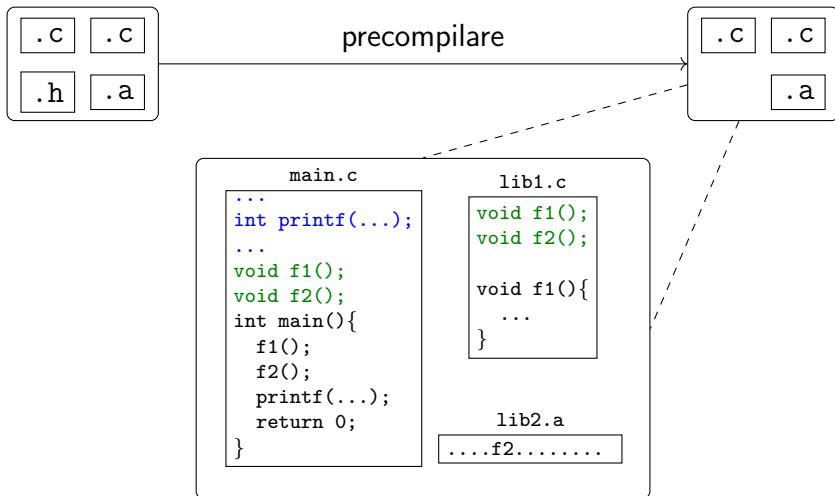 .c .c
.h .a
precompilare
.c .c
.a
main.c
...
int printf(...);
...
void f1();
void f2();
int main(){
  f1();
  f2();
  printf(...);
  return 0;
}
lib1.c
void f1();
void f2();
void f1(){
  ...
}
lib2.a
....f2........